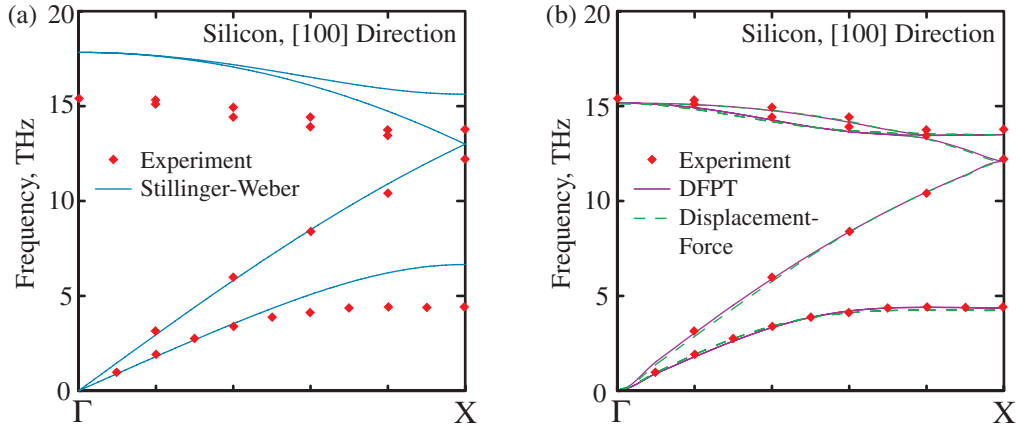 (a)
Silicon, [100] Direction
Frequency, THz
20
15
10
5
0
Experiment
Stillinger-Weber
Γ
X
(b)
Silicon, [100] Direction
Frequency, THz
20
15
10
5
0
Experiment
DFPT
Displacement-
Force
Γ
X